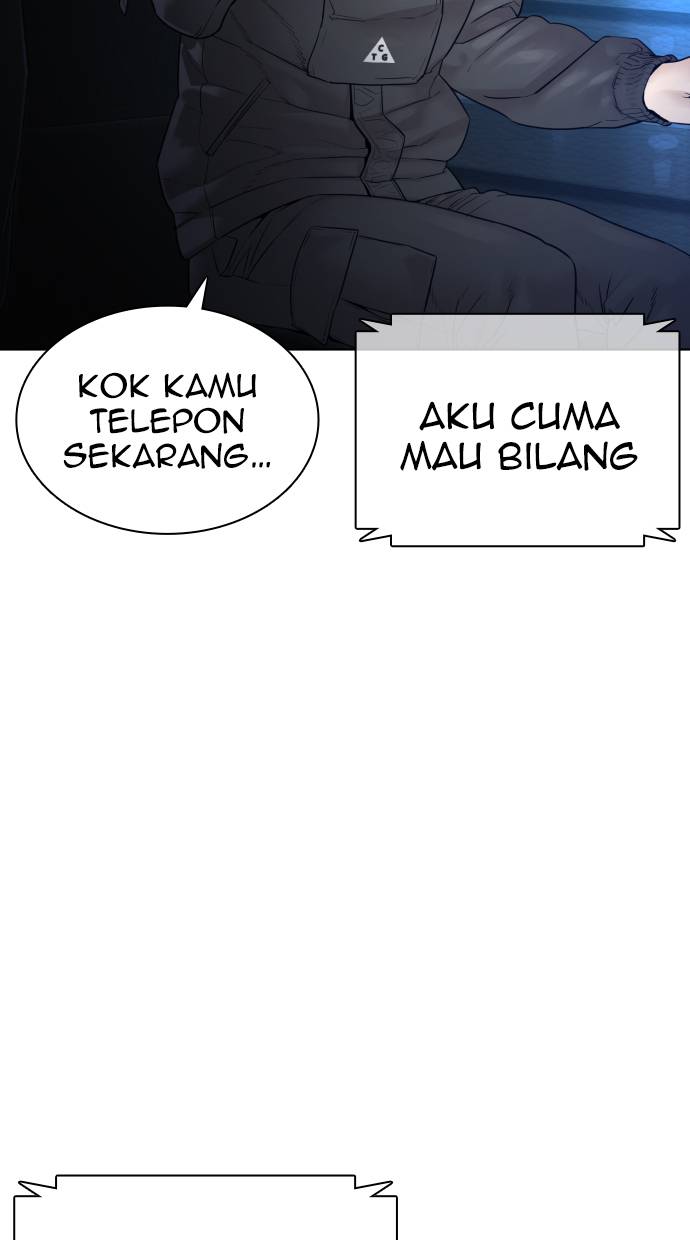 C
T G
KOK KAMU
TELEPON
SEKARANG...
AKU CUMA
MAU BILANG